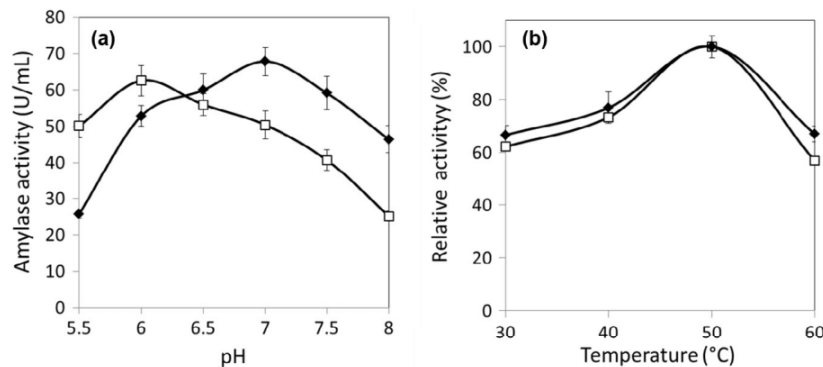 (a)
Amylase activity (U/mL)
80
70
60
50
40
30
20
10
0
5.5 6 6.5 7 7.5 8
pH
(b)
Relative activityy (%)
100
80
60
40
20
0
30 40 50 60
Temperature (°C)